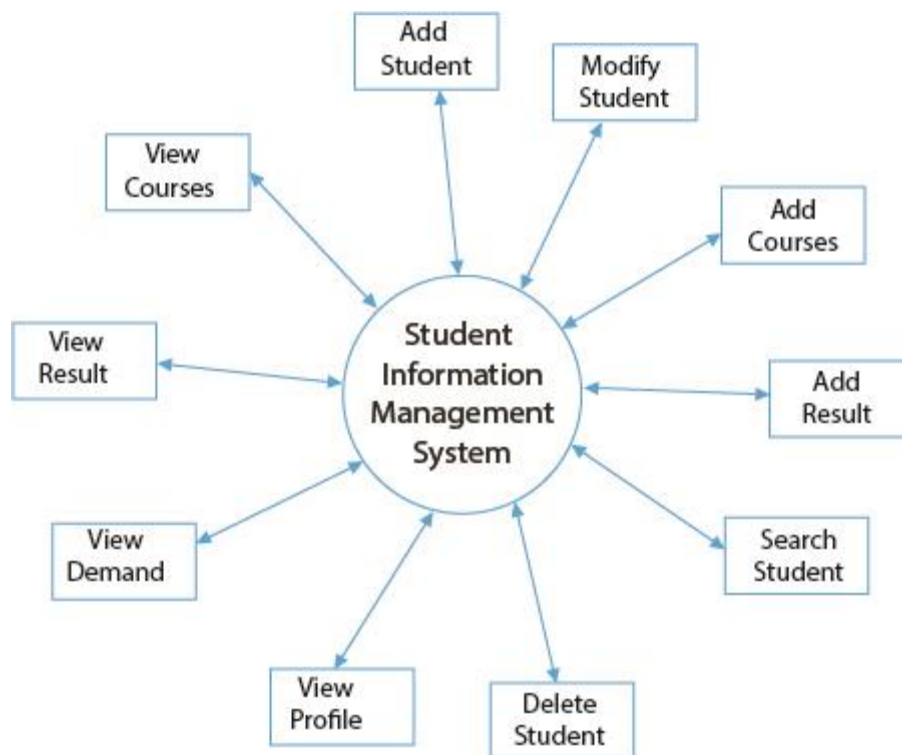 Add
Student
Modify
Student
View
Courses
Add
Courses
Student
Information
Management
System
View
Result
Add
Result
View
Demand
Search
Student
View
Profile
Delete
Student